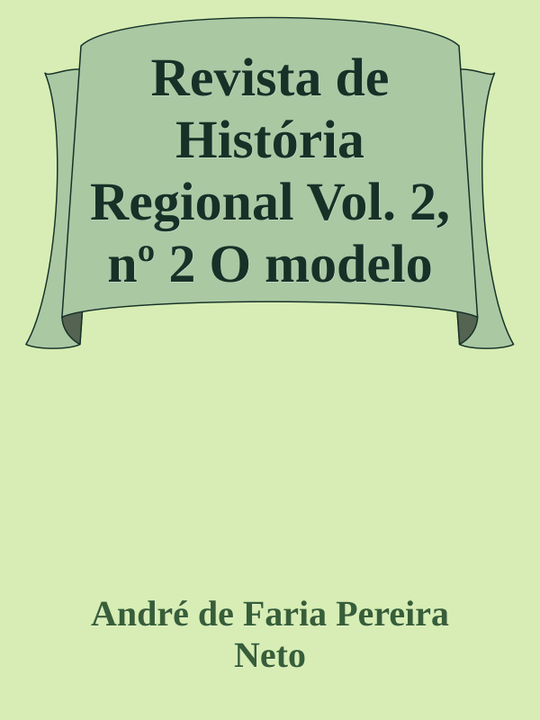 Revista de
História
Regional Vol. 2,
nº 2 O modelo
André de Faria Pereira
Neto